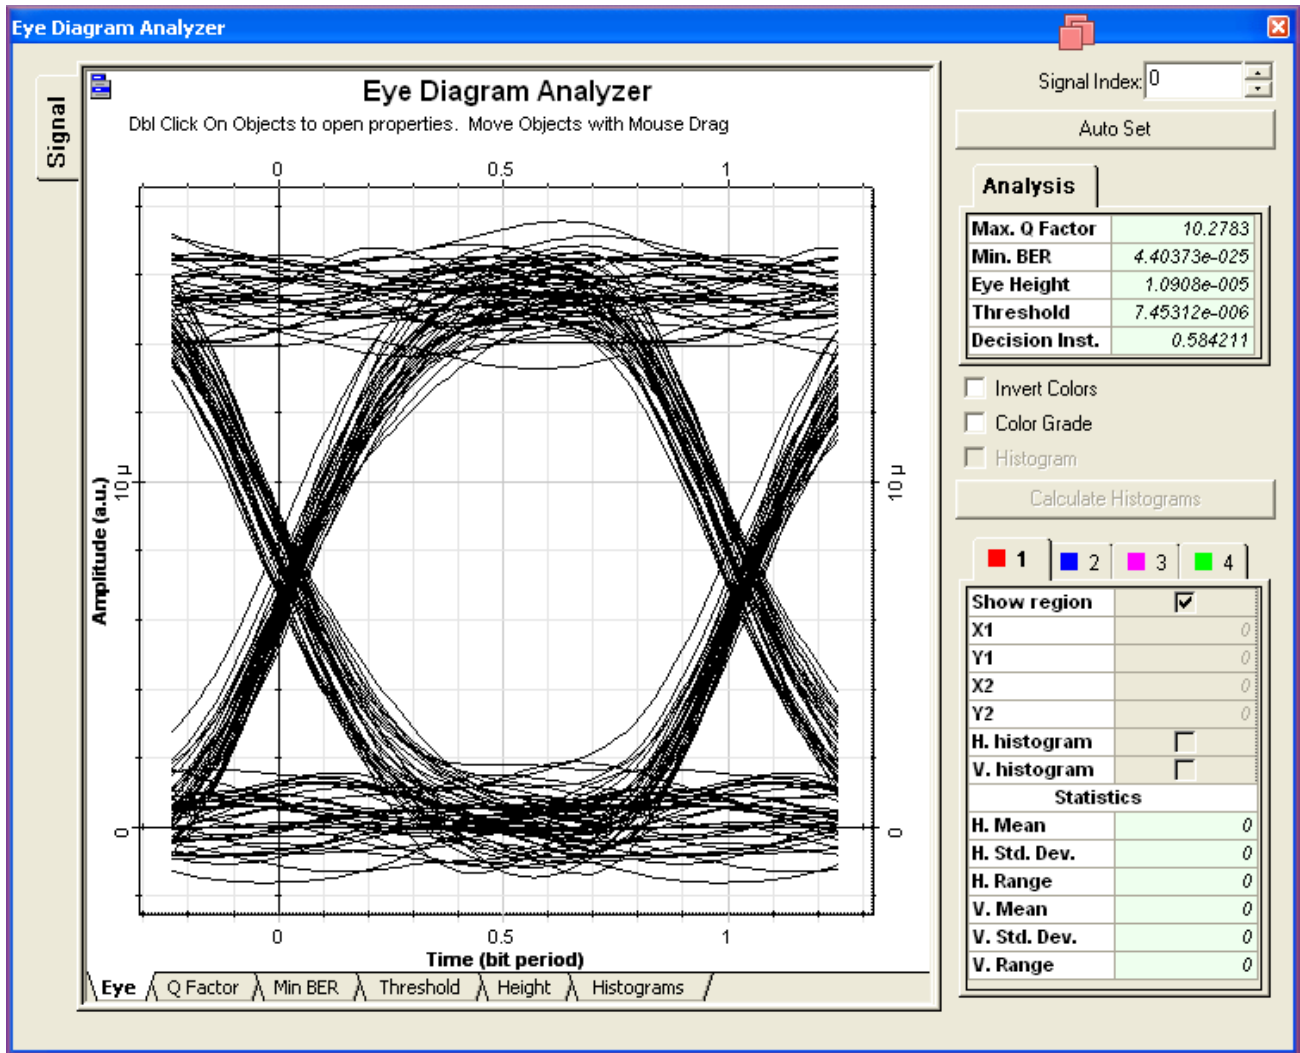 Eye Diagram Analyzer
Signal
Eye Diagram Analyzer
Dbl Click On Objects to open properties. Move Objects with Mouse Drag
0 0.5 1
Amplitude (a.u.)
10 µ
0
10 µ
0
0 0.5 1
Time (bit period)
Eye Q Factor Min BER Threshold Height Histograms
Signal Index: 0
Auto Set
Analysis
Max. Q Factor 10.2783
Min. BER 4.40373e-025
Eye Height 1.0908e-005
Threshold 7.45312e-006
Decision Inst. 0.584211
Invert Colors
Color Grade
Histogram
Calculate Histograms
1 2 3 4
Show region
X1 0
Y1 0
X2 0
Y2 0
H. histogram
V. histogram
Statistics
H. Mean 0
H. Std. Dev. 0
H. Range 0
V. Mean 0
V. Std. Dev. 0
V. Range 0